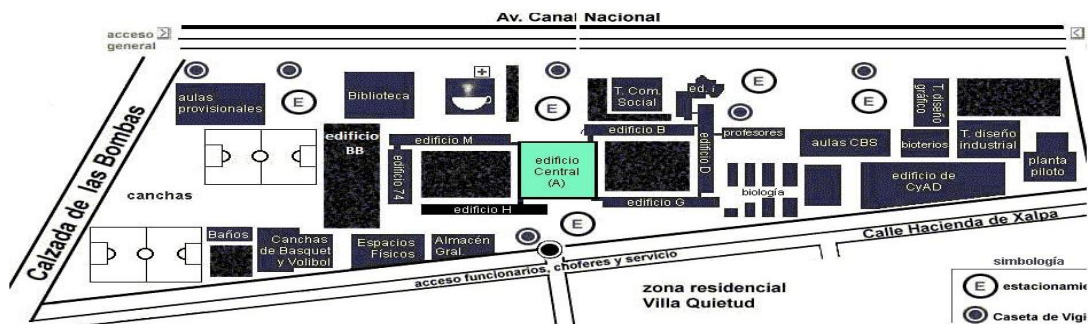 Av. Canal Nacional
acceso
general
aulas
provisionales
E
Biblioteca
E
T. Com.
Social
ed. i
E
E
T. diseño
gráfico
Calzada de las Bombas
edificio
BB
edificio M
edificio 74
edificio
Central
(A)
edificio B
edificio D
profesores
aulas CBS
bioterios
T. diseño
industrial
planta
piloto
canchas
biología
edificio de
CyAD
edificio H
edificio G
E
Baños
Canchas
de Basquet
y Volibol
Espacios
Físicos
Almacén
Gral.
acceso funcionarios, choferes y servicio
Calle Hacienda de Xalpa
zona residencial
Villa Quietud
simbología
E estacionamie
Caseta de Vigi